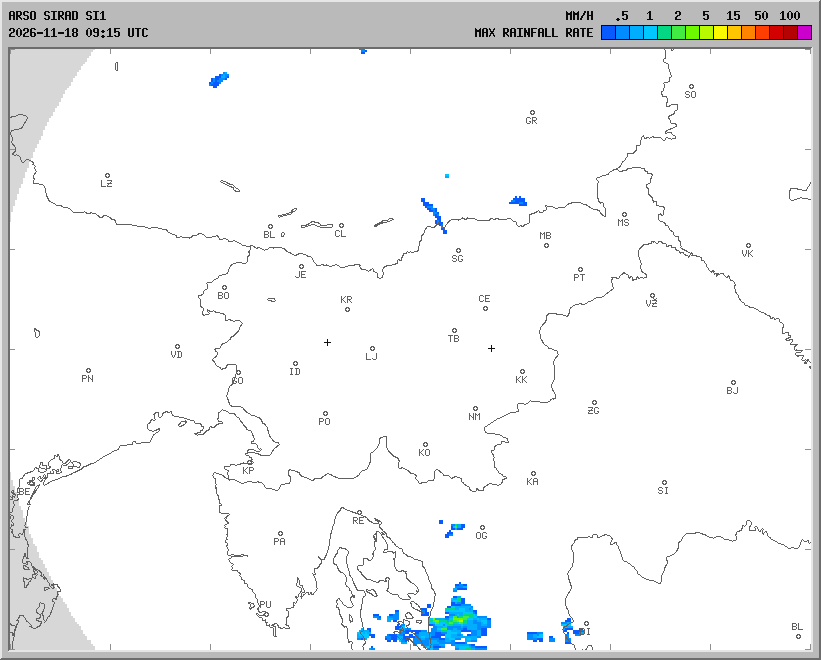 ARSO SIRAD SI1
MM/H .5 1 2 5 15 50 100
2026-11-18 09:15 UTC
MAX RAINFALL RATE
SO
GR
LZ
MS
BL
CL
MB
VK
SG
JE
PT
BO
KR
CE
VZ
TB
VD
LJ
PN
GO
ID
KK
BJ
NM
ZG
PO
KO
KP
KA
BE
SI
RE
OG
PA
PU
BI
BL